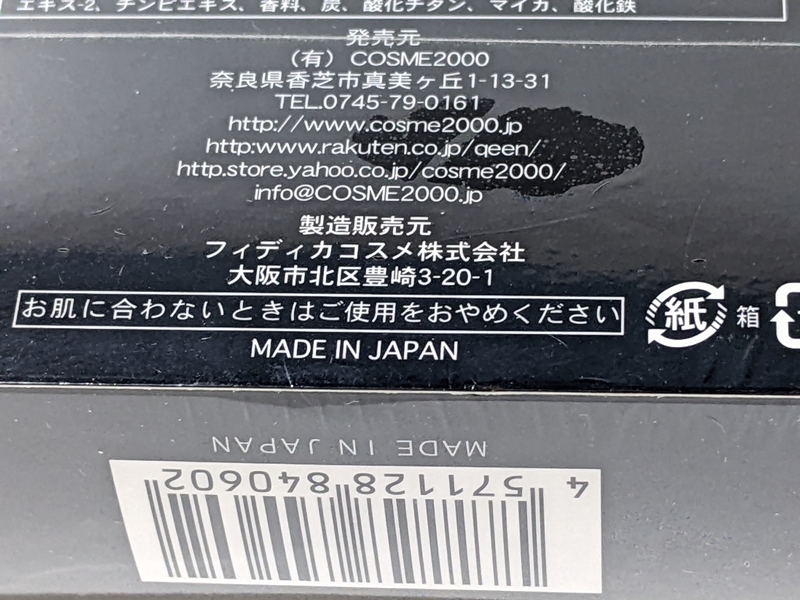 エキス-2、チンピエキス、香料、炭、酸化チタン、マイカ、酸化鉄
発売元
（有）COSME2000
奈良県香芝市真美ヶ丘1-13-31
TEL.0745-79-0161
http://www.cosme2000.jp
http:www.rakuten.co.jp/qeen/
http.store.yahoo.co.jp/cosme2000/
info@COSME2000.jp
製造販売元
フィディカコスメ株式会社
大阪市北区豊崎3-20-1
お肌に合わないときはご使用をおやめください
紙 箱
MADE IN JAPAN
MADE IN JAPAN
4 571128 840602